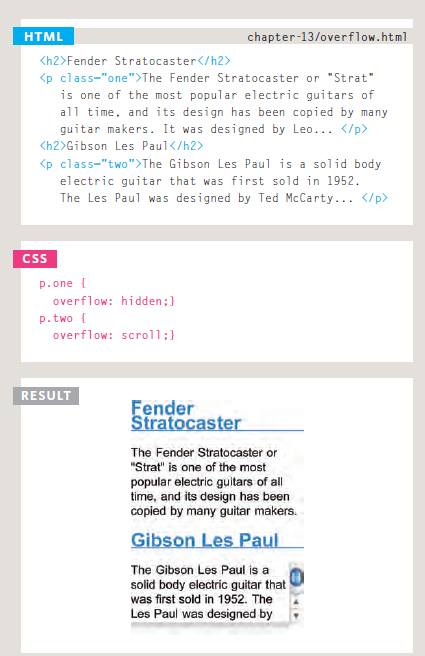 HTML
chapter-13/overflow.html
<h2>Fender Stratocaster</h2>
<p class="one">The Fender Stratocaster or "Strat"
is one of the most popular electric guitars of
all time, and its design has been copied by many
guitar makers. It was designed by Leo... </p>
<h2>Gibson Les Paul</h2>
<p class="two">The Gibson Les Paul is a solid body
electric guitar that was first sold in 1952.
The Les Paul was designed by Ted McCarty... </p>
CSS
p.one {
overflow: hidden;}
p.two {
overflow: scroll;}
RESULT
Fender
Stratocaster
The Fender Stratocaster or
"Strat" is one of the most
popular electric guitars of all
time, and its design has been
copied by many guitar makers.
Gibson Les Paul
The Gibson Les Paul is a
solid body electric guitar that
was first sold in 1952. The
Les Paul was designed by